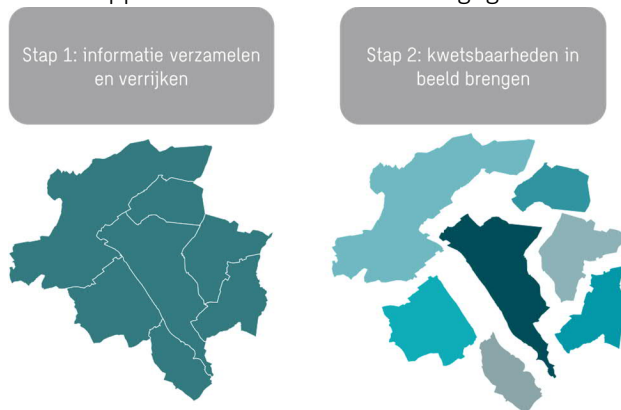 Stap 1: informatie verzamelen
en verrijken
Stap 2: kwetsbaarheden in
beeld brengen